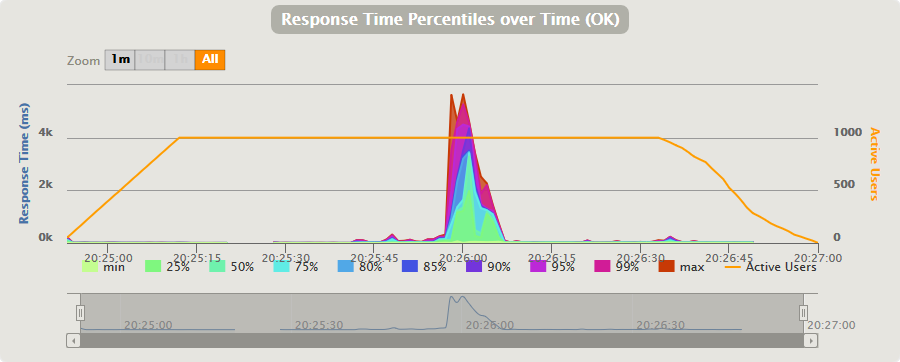 Response Time Percentiles over Time (OK)
Zoom 1m 10m 1h All
Response Time (ms)
4k
2k
0k
1000
500
0
Active Users
20:25:00 20:25:15 20:25:30 20:25:45 20:26:00 20:26:15 20:26:30 20:26:45 20:27:00
min 25% 50% 75% 80% 85% 90% 95% 99% max Active Users
20:25:00 20:25:30 20:26:00 20:26:30 20:27:00